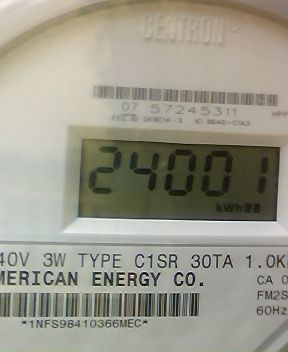 CENTRON®
07 57245311
24001
kWh
40V 3W TYPE C1SR 30TA 1.0K
MERICAN ENERGY CO.
CA 0
FM2S
60Hz
*1NFS98410366MEC*